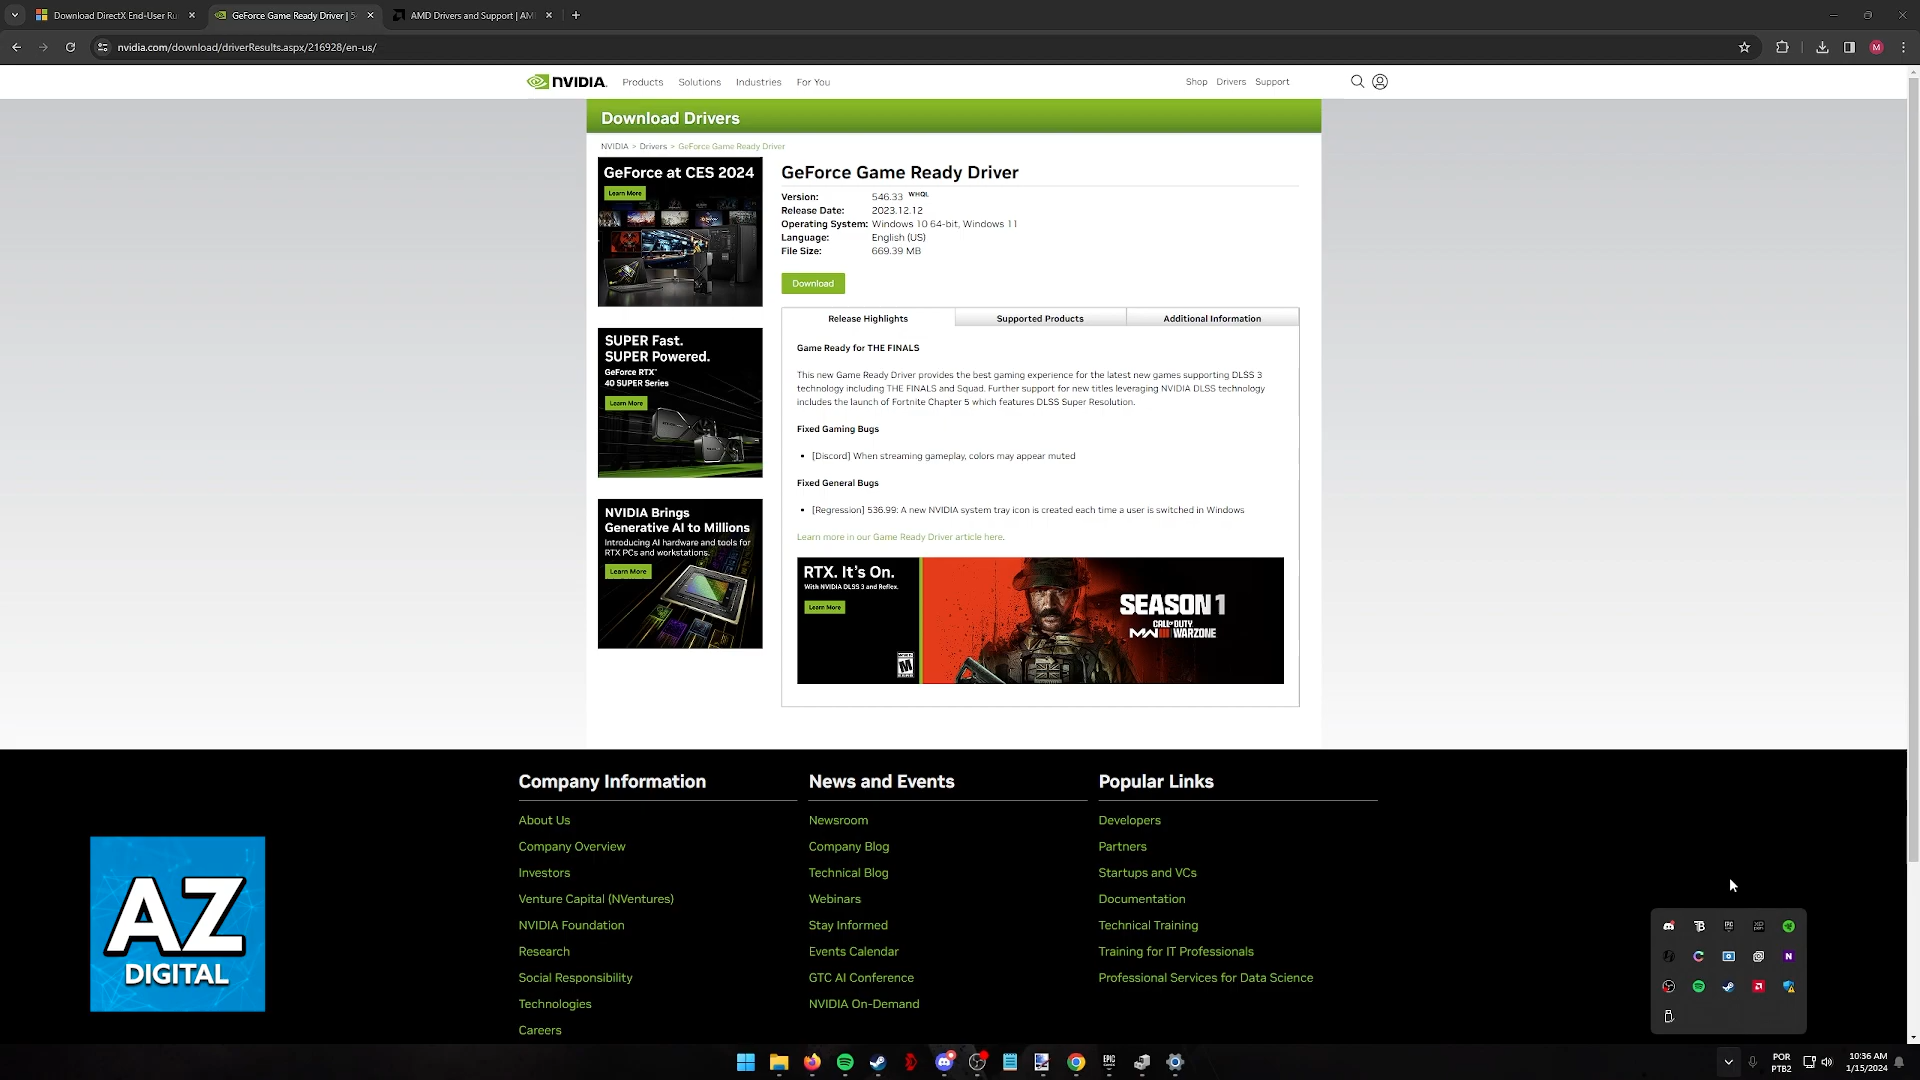 Download DirectX End-User Ru
GeForce Game Ready Driver | 5
AMD Drivers and Support | AM
nvidia.com/download/driverResults.aspx/216928/en-us/
M
NVIDIA.
Products
Solutions
Industries
For You
Shop
Drivers
Support
Download Drivers
NVIDIA > Drivers > GeForce Game Ready Driver
GeForce at CES 2024
Learn More
SUPER Fast.
SUPER Powered.
GeForce RTX™
40 SUPER Series
Learn More
NVIDIA Brings
Generative AI to Millions
Introducing AI hardware and tools for
RTX PCs and workstations.
Learn More
GeForce Game Ready Driver
Version: 546.33 WHQL
Release Date: 2023.12.12
Operating System: Windows 10 64-bit, Windows 11
Language: English (US)
File Size: 669.39 MB
Download
Release Highlights
Supported Products
Additional Information
Game Ready for THE FINALS
This new Game Ready Driver provides the best gaming experience for the latest new games supporting DLSS 3
technology including THE FINALS and Squad. Further support for new titles leveraging NVIDIA DLSS technology
includes the launch of Fortnite Chapter 5 which features DLSS Super Resolution.
Fixed Gaming Bugs
• [Discord] When streaming gameplay, colors may appear muted
Fixed General Bugs
• [Regression] 536.99: A new NVIDIA system tray icon is created each time a user is switched in Windows
Learn more in our Game Ready Driver article here.
RTX. It's On.
With NVIDIA DLSS 3 and Reflex.
Learn More
M
SEASON 1
CALL OF DUTY
MW III WARZONE
Company Information
About Us
Company Overview
Investors
Venture Capital (NVentures)
NVIDIA Foundation
Research
Social Responsibility
Technologies
Careers
News and Events
Newsroom
Company Blog
Technical Blog
Webinars
Stay Informed
Events Calendar
GTC AI Conference
NVIDIA On-Demand
Popular Links
Developers
Partners
Startups and VCs
Documentation
Technical Training
Training for IT Professionals
Professional Services for Data Science
AZ
DIGITAL
EPIC
POR
PTB2
10:36 AM
1/15/2024